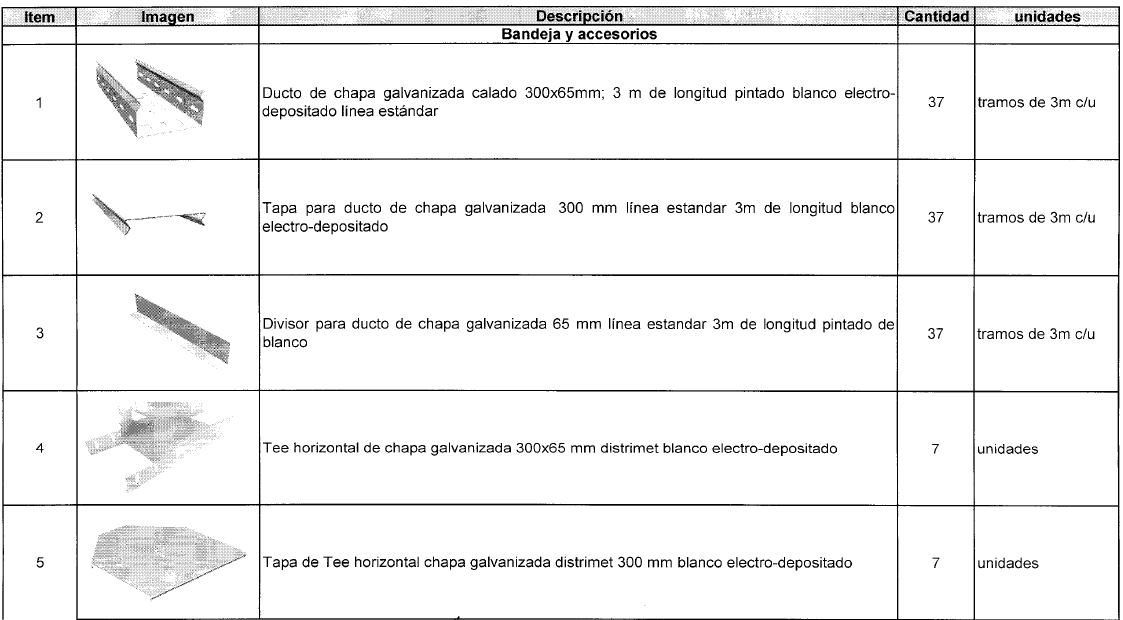 Item Imagen Descripción Cantidad unidades
Bandeja y accesorios
1 Ducto de chapa galvanizada calado 300x65mm; 3 m de longitud pintado blanco electro-
depositado línea estándar 37 tramos de 3m c/u
2 Tapa para ducto de chapa galvanizada 300 mm línea estandar 3m de longitud blanco
electro-depositado 37 tramos de 3m c/u
3 Divisor para ducto de chapa galvanizada 65 mm línea estandar 3m de longitud pintado de
blanco 37 tramos de 3m c/u
4 Tee horizontal de chapa galvanizada 300x65 mm distrimet blanco electro-depositado 7 unidades
5 Tapa de Tee horizontal chapa galvanizada distrimet 300 mm blanco electro-depositado 7 unidades